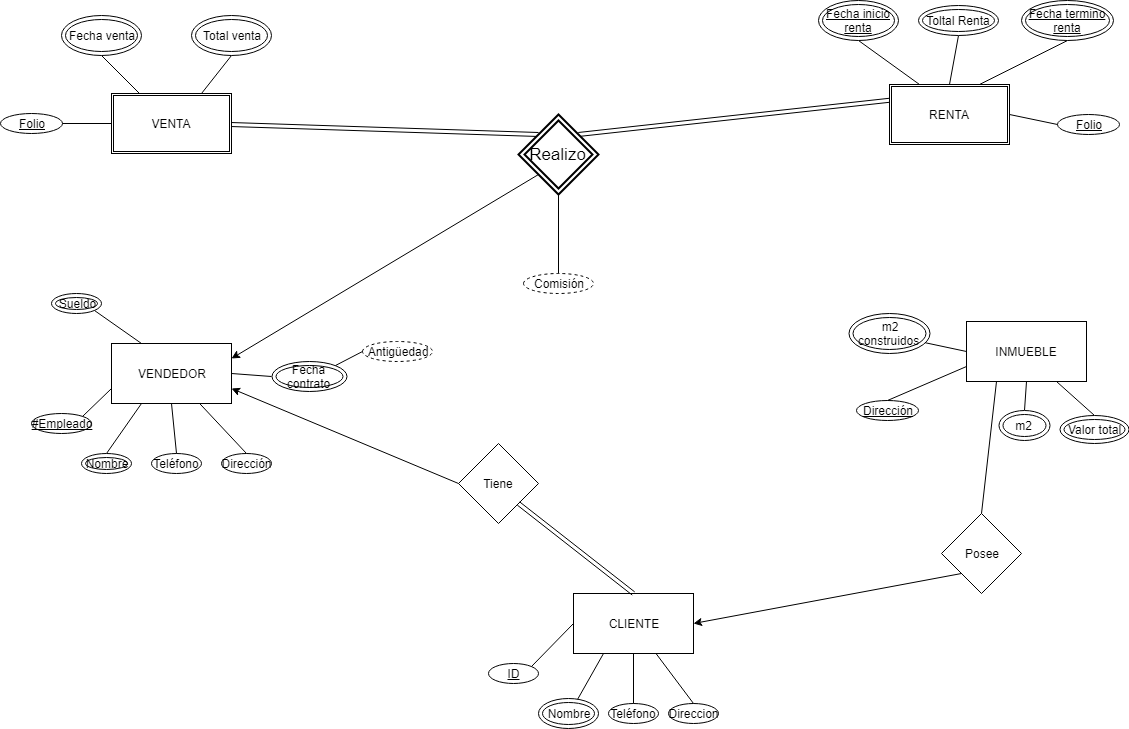 Fecha inicio
renta
Toltal Renta
Fecha termino
renta
Fecha venta
Total venta
Folio
VENTA
RENTA
Folio
Realizo
Comisión
Sueldo
m2
construidos
INMUEBLE
Antigüedad
VENDEDOR
Fecha
contrato
Dirección
m2
Valor total
#Empleado
Nombre
Teléfono
Dirección
Tiene
Posee
CLIENTE
ID
Nombre
Teléfono
Direccion